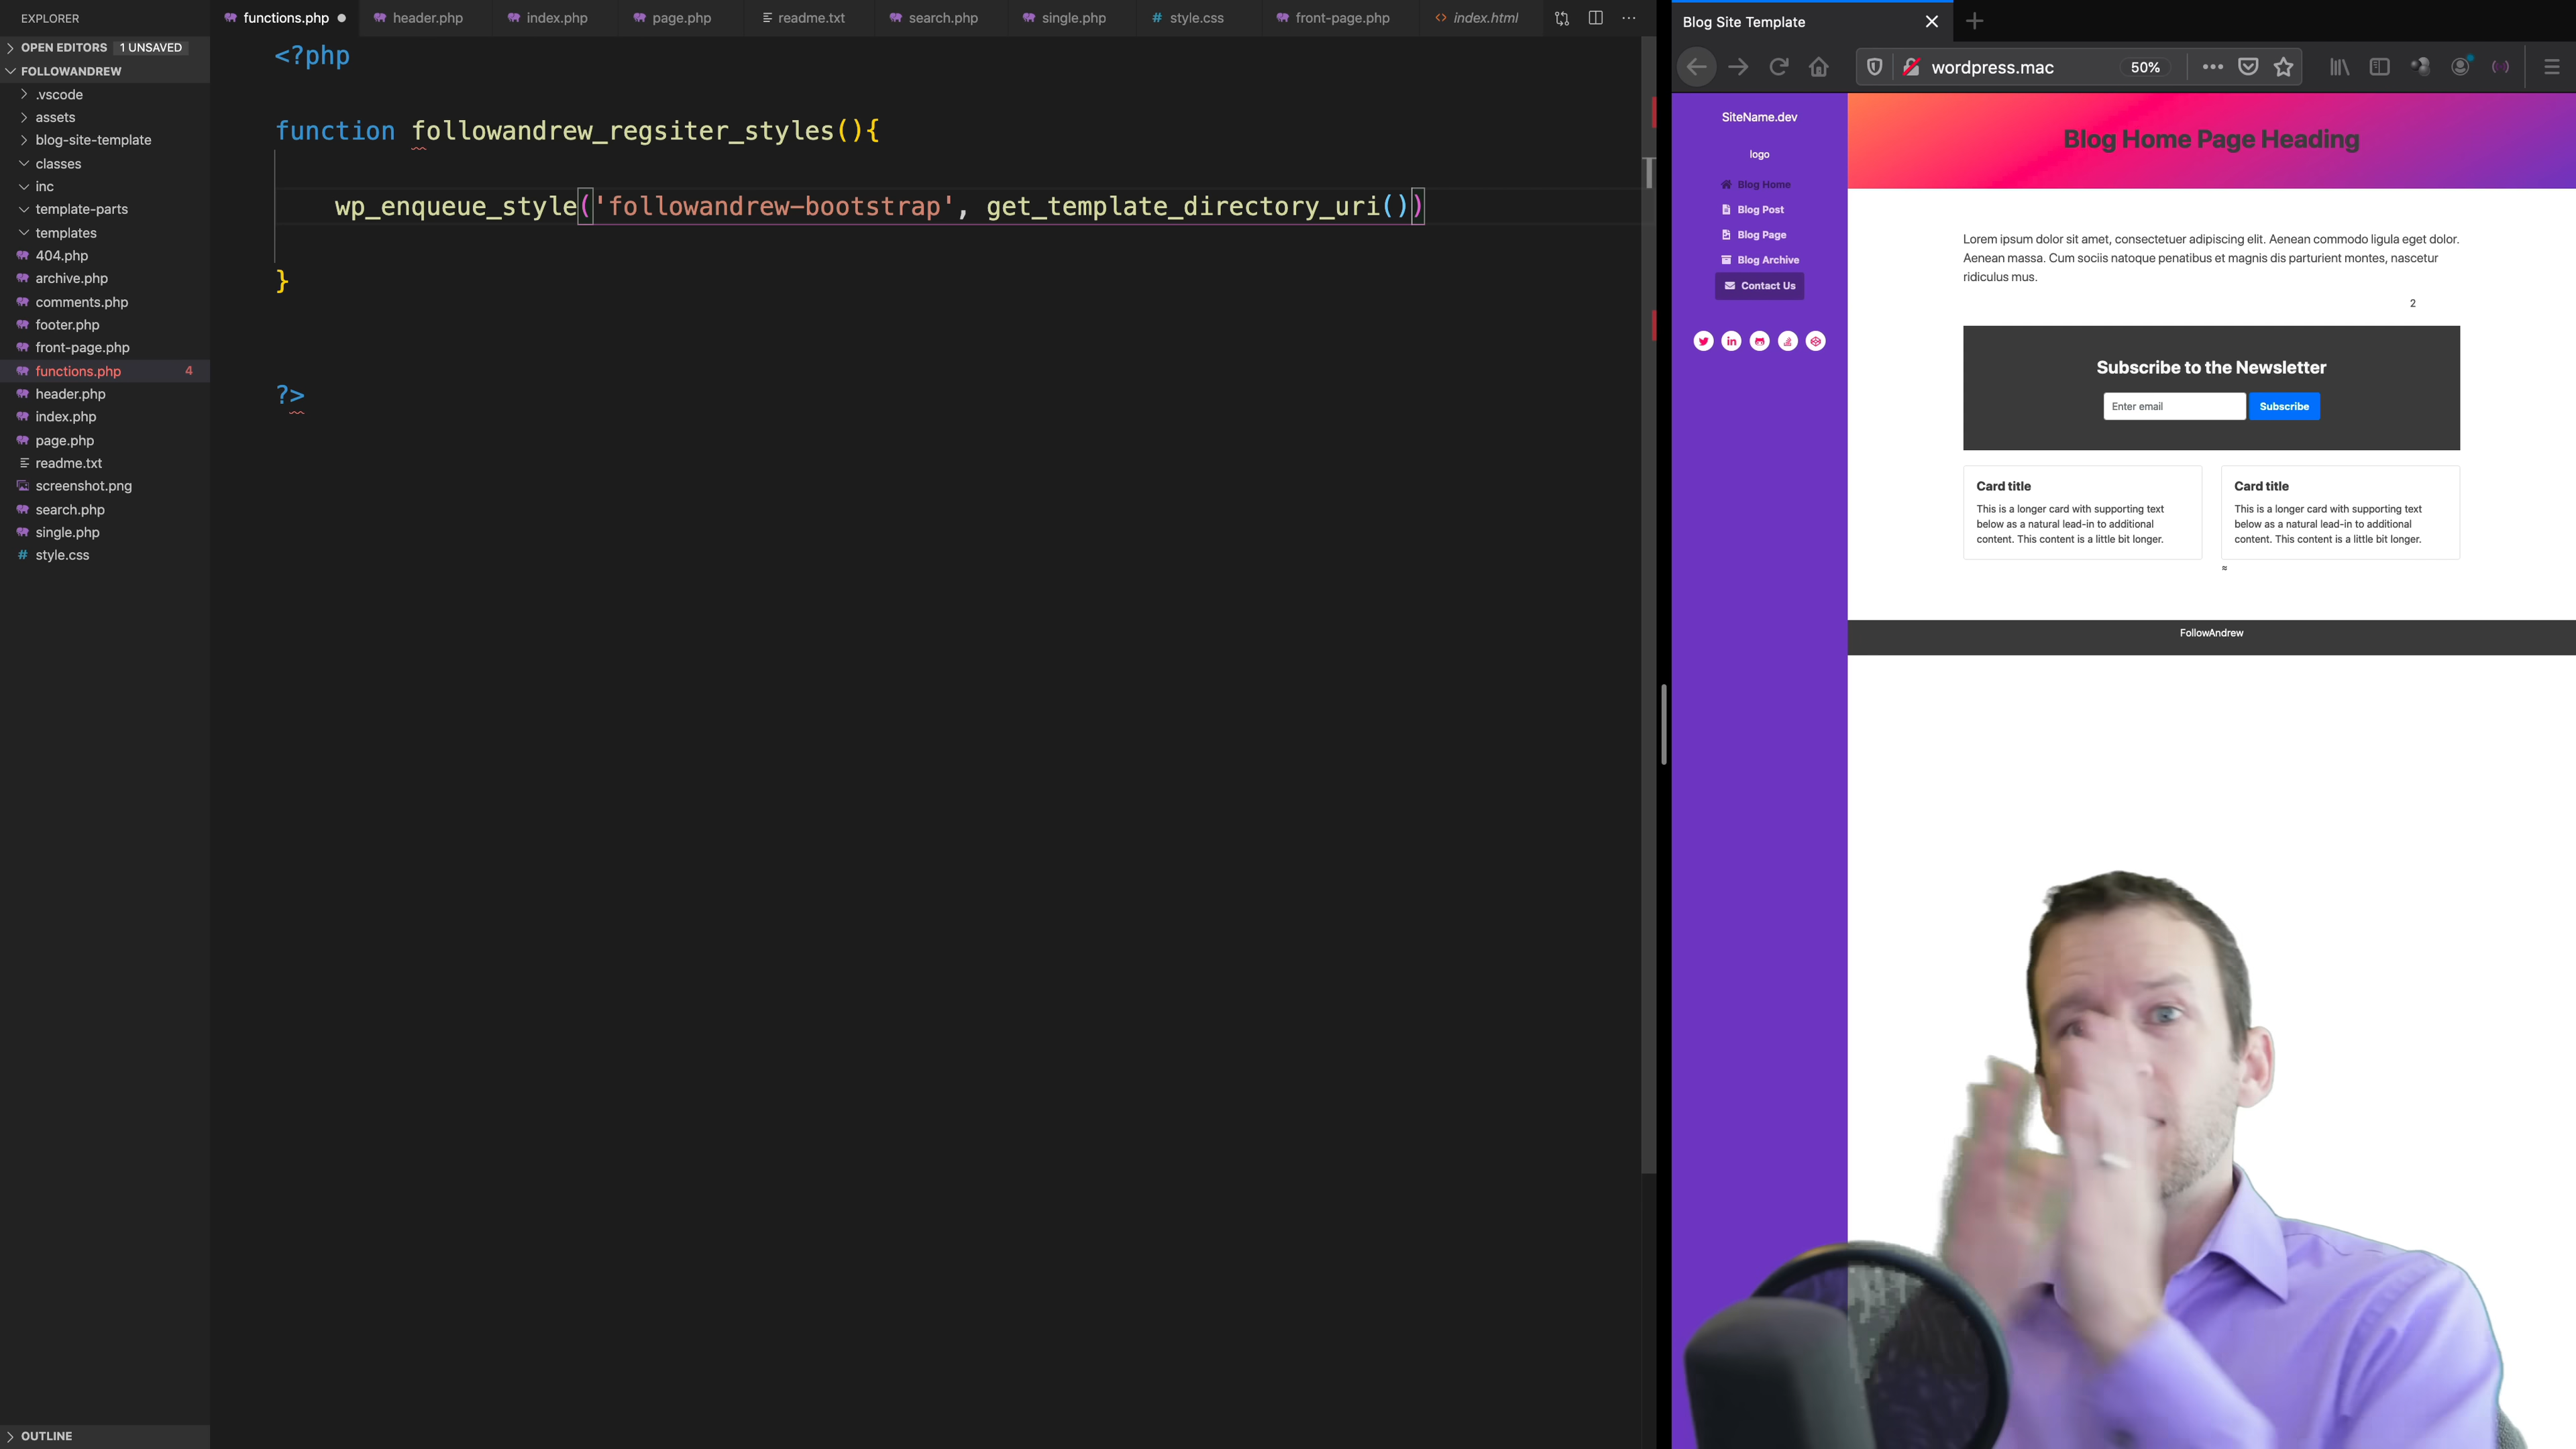 EXPLORER
OPEN EDITORS 1 UNSAVED
FOLLOWANDREW
.vscode
assets
blog-site-template
classes
inc
template-parts
templates
404.php
archive.php
comments.php
footer.php
front-page.php
functions.php 4
header.php
index.php
page.php
readme.txt
screenshot.png
search.php
single.php
style.css
OUTLINE
functions.php header.php index.php page.php readme.txt search.php single.php style.css front-page.php index.html
<?php
function followandrew_regsiter_styles(){
wp_enqueue_style('followandrew-bootstrap', get_template_directory_uri())
}
?>
Blog Site Template
wordpress.mac 50%
SiteName.dev
logo
Blog Home
Blog Post
Blog Page
Blog Archive
Contact Us
Blog Home Page Heading
Lorem ipsum dolor sit amet, consectetuer adipiscing elit. Aenean commodo ligula eget dolor.
Aenean massa. Cum sociis natoque penatibus et magnis dis parturient montes, nascetur
ridiculus mus.
2
Subscribe to the Newsletter
Enter email Subscribe
Card title
This is a longer card with supporting text
below as a natural lead-in to additional
content. This content is a little bit longer.
Card title
This is a longer card with supporting text
below as a natural lead-in to additional
content. This content is a little bit longer.
FollowAndrew